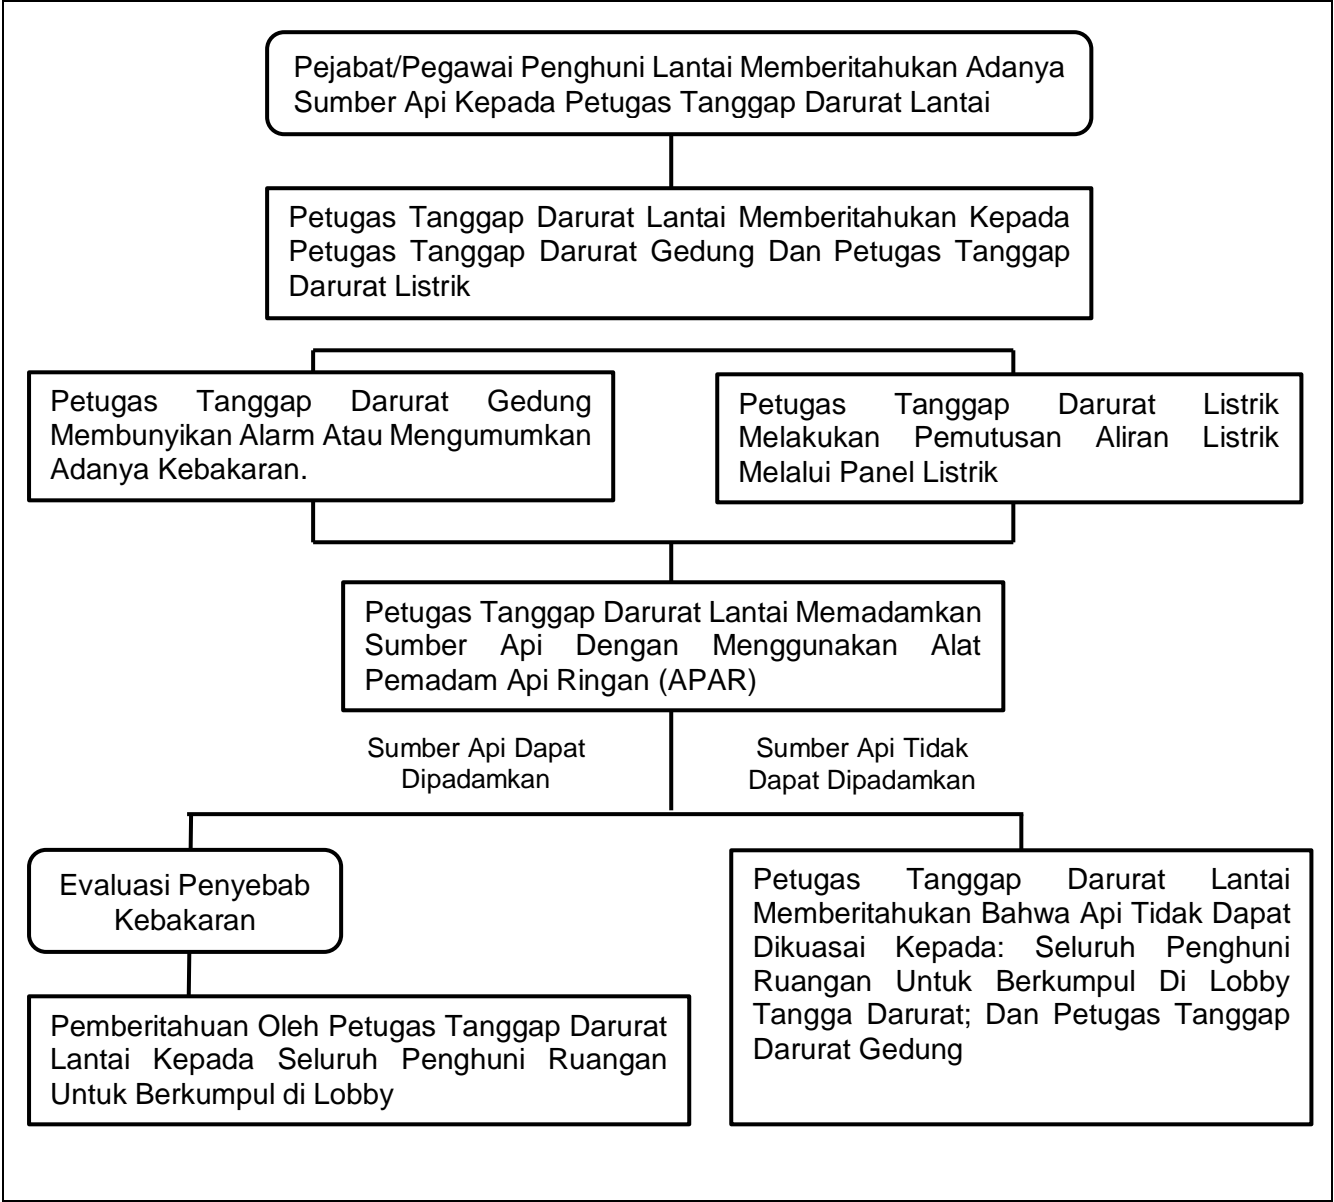 Pejabat/Pegawai Penghuni Lantai Memberitahukan Adanya
Sumber Api Kepada Petugas Tanggap Darurat Lantai
Petugas Tanggap Darurat Lantai Memberitahukan Kepada
Petugas Tanggap Darurat Gedung Dan Petugas Tanggap
Darurat Listrik
Petugas Tanggap Darurat Gedung
Membunyikan Alarm Atau Mengumumkan
Adanya Kebakaran.
Petugas Tanggap Darurat Listrik
Melakukan Pemutusan Aliran Listrik
Melalui Panel Listrik
Petugas Tanggap Darurat Lantai Memadamkan
Sumber Api Dengan Menggunakan Alat
Pemadam Api Ringan (APAR)
Sumber Api Dapat
Dipadamkan
Sumber Api Tidak
Dapat Dipadamkan
Evaluasi Penyebab
Kebakaran
Pemberitahuan Oleh Petugas Tanggap Darurat
Lantai Kepada Seluruh Penghuni Ruangan
Untuk Berkumpul di Lobby
Petugas Tanggap Darurat Lantai
Memberitahukan Bahwa Api Tidak Dapat
Dikuasai Kepada: Seluruh Penghuni
Ruangan Untuk Berkumpul Di Lobby
Tangga Darurat; Dan Petugas Tanggap
Darurat Gedung